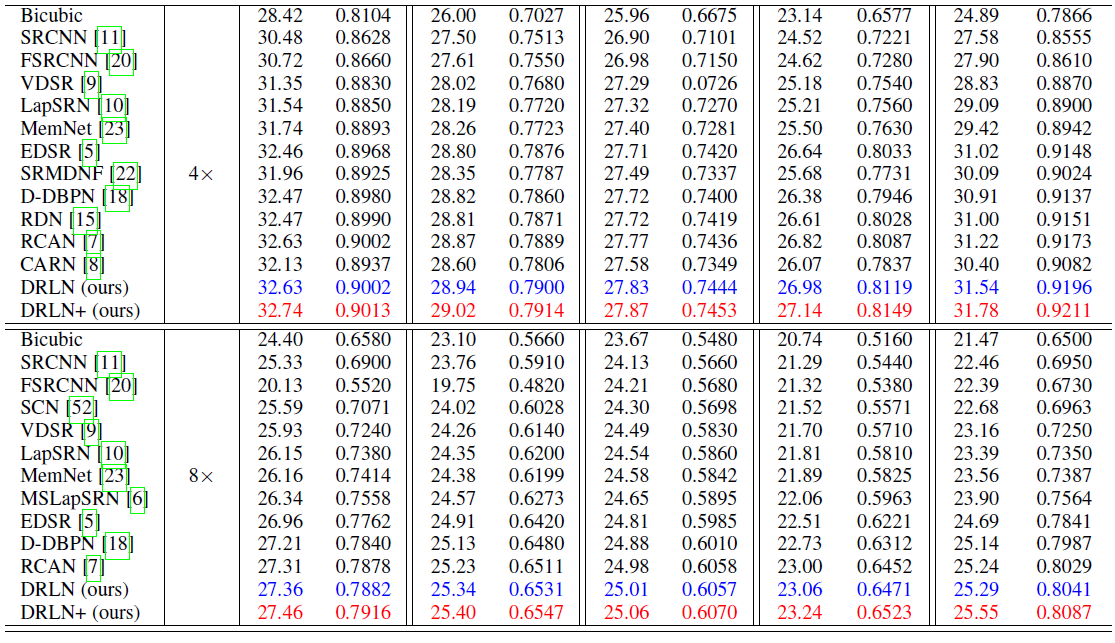 Bicubic 28.42 0.8104 26.00 0.7027 25.96 0.6675 23.14 0.6577 24.89 0.7866
SRCNN [11] 30.48 0.8628 27.50 0.7513 26.90 0.7101 24.52 0.7221 27.58 0.8555
FSRCNN [20] 30.72 0.8660 27.61 0.7550 26.98 0.7150 24.62 0.7280 27.90 0.8610
VDSR [9] 31.35 0.8830 28.02 0.7680 27.29 0.0726 25.18 0.7540 28.83 0.8870
LapSRN [10] 31.54 0.8850 28.19 0.7720 27.32 0.7270 25.21 0.7560 29.09 0.8900
MemNet [23] 31.74 0.8893 28.26 0.7723 27.40 0.7281 25.50 0.7630 29.42 0.8942
EDSR [5] 32.46 0.8968 28.80 0.7876 27.71 0.7420 26.64 0.8033 31.02 0.9148
SRMDNF [22] 4× 31.96 0.8925 28.35 0.7787 27.49 0.7337 25.68 0.7731 30.09 0.9024
D-DBPN [18] 32.47 0.8980 28.82 0.7860 27.72 0.7400 26.38 0.7946 30.91 0.9137
RDN [15] 32.47 0.8990 28.81 0.7871 27.72 0.7419 26.61 0.8028 31.00 0.9151
RCAN [7] 32.63 0.9002 28.87 0.7889 27.77 0.7436 26.82 0.8087 31.22 0.9173
CARN [8] 32.13 0.8937 28.60 0.7806 27.58 0.7349 26.07 0.7837 30.40 0.9082
DRLN (ours) 32.63 0.9002 28.94 0.7900 27.83 0.7444 26.98 0.8119 31.54 0.9196
DRLN+ (ours) 32.74 0.9013 29.02 0.7914 27.87 0.7453 27.14 0.8149 31.78 0.9211
Bicubic 24.40 0.6580 23.10 0.5660 23.67 0.5480 20.74 0.5160 21.47 0.6500
SRCNN [11] 25.33 0.6900 23.76 0.5910 24.13 0.5660 21.29 0.5440 22.46 0.6950
FSRCNN [20] 20.13 0.5520 19.75 0.4820 24.21 0.5680 21.32 0.5380 22.39 0.6730
SCN [52] 25.59 0.7071 24.02 0.6028 24.30 0.5698 21.52 0.5571 22.68 0.6963
VDSR [9] 25.93 0.7240 24.26 0.6140 24.49 0.5830 21.70 0.5710 23.16 0.7250
LapSRN [10] 26.15 0.7380 24.35 0.6200 24.54 0.5860 21.81 0.5810 23.39 0.7350
MemNet [23] 8× 26.16 0.7414 24.38 0.6199 24.58 0.5842 21.89 0.5825 23.56 0.7387
MSLapSRN [6] 26.34 0.7558 24.57 0.6273 24.65 0.5895 22.06 0.5963 23.90 0.7564
EDSR [5] 26.96 0.7762 24.91 0.6420 24.81 0.5985 22.51 0.6221 24.69 0.7841
D-DBPN [18] 27.21 0.7840 25.13 0.6480 24.88 0.6010 22.73 0.6312 25.14 0.7987
RCAN [7] 27.31 0.7878 25.23 0.6511 24.98 0.6058 23.00 0.6452 25.24 0.8029
DRLN (ours) 27.36 0.7882 25.34 0.6531 25.01 0.6057 23.06 0.6471 25.29 0.8041
DRLN+ (ours) 27.46 0.7916 25.40 0.6547 25.06 0.6070 23.24 0.6523 25.55 0.8087